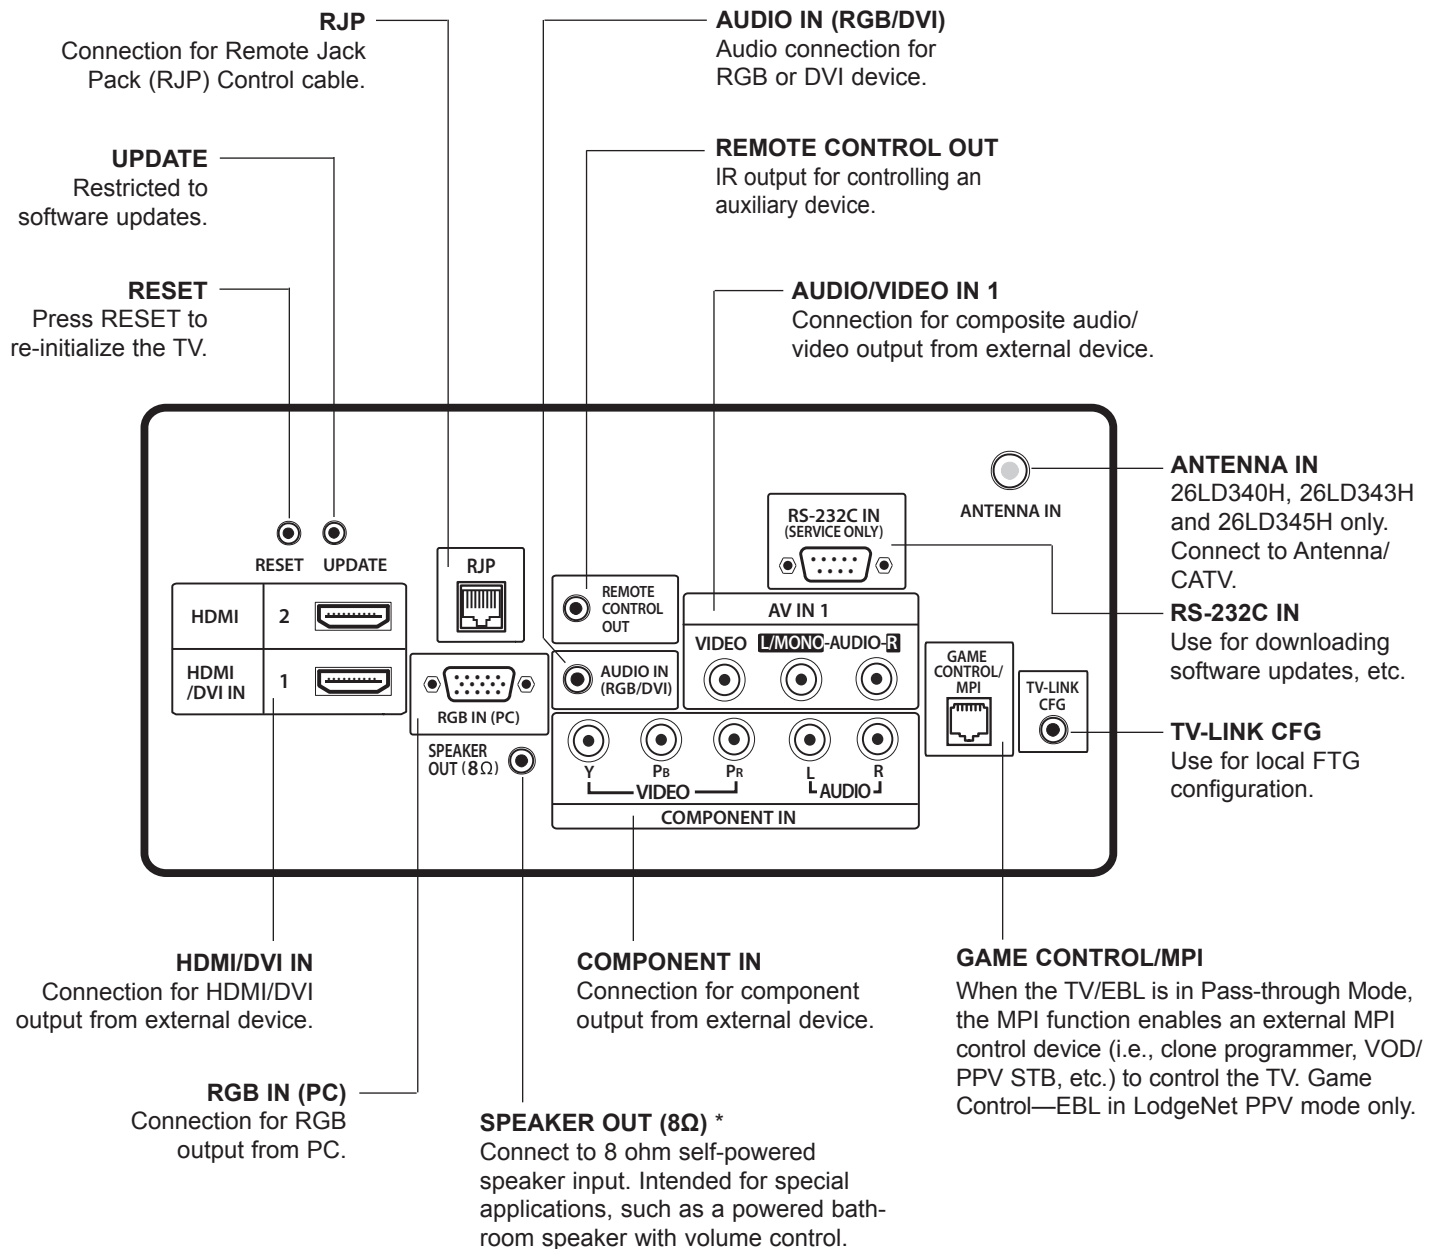 RJP
Connection for Remote Jack
Pack (RJP) Control cable.
UPDATE
Restricted to
software updates.
RESET
Press RESET to
re-initialize the TV.
AUDIO IN (RGB/DVI)
Audio connection for
RGB or DVI device.
REMOTE CONTROL OUT
IR output for controlling an
auxiliary device.
AUDIO/VIDEO IN 1
Connection for composite audio/
video output from external device.
ANTENNA IN
26LD340H, 26LD343H
and 26LD345H only.
Connect to Antenna/
CATV.
RS-232C IN
Use for downloading
software updates, etc.
TV-LINK CFG
Use for local FTG
configuration.
RESET UPDATE
HDMI 2
HDMI
/DVI IN 1
RJP
RGB IN (PC)
SPEAKER
OUT (8Ω)
REMOTE
CONTROL
OUT
AUDIO IN
(RGB/DVI)
RS-232C IN
(SERVICE ONLY)
ANTENNA IN
AV IN 1
VIDEO L/MONO-AUDIO-R
Y PB PR L R
VIDEO AUDIO
COMPONENT IN
GAME
CONTROL/
MPI
TV-LINK
CFG
HDMI/DVI IN
Connection for HDMI/DVI
output from external device.
RGB IN (PC)
Connection for RGB
output from PC.
SPEAKER OUT (8Ω) *
Connect to 8 ohm self-powered
speaker input. Intended for special
applications, such as a powered bath-
room speaker with volume control.
COMPONENT IN
Connection for component
output from external device.
GAME CONTROL/MPI
When the TV/EBL is in Pass-through Mode,
the MPI function enables an external MPI
control device (i.e., clone programmer, VOD/
PPV STB, etc.) to control the TV. Game
Control—EBL in LodgeNet PPV mode only.